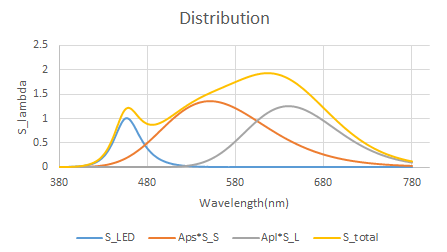 Distribution
2.5
2
1.5
1
0.5
0
S_lambda
380 480 580 680 780
Wavelength(nm)
S_LED Aps*S_S Apl*S_L S_total